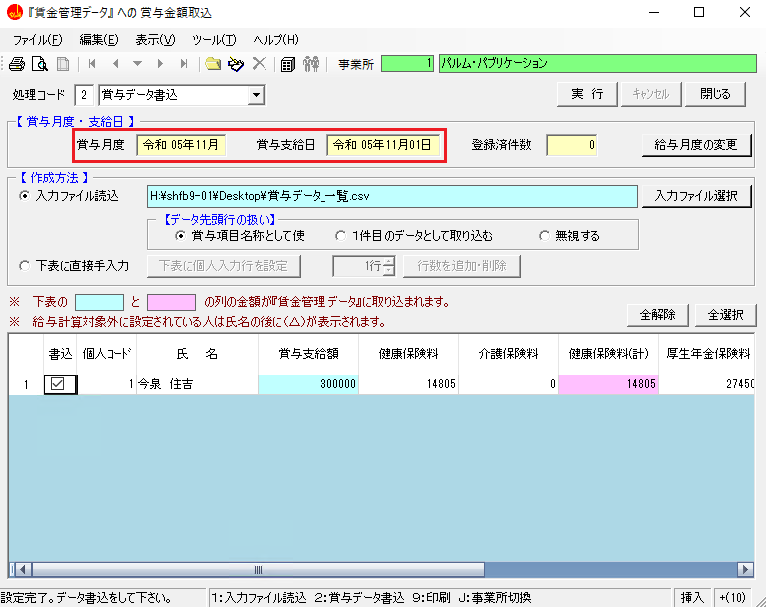 『賃金管理データ』への 賞与金額取込
ファイル(F) 編集(E) 表示(V) ツール(T) ヘルプ(H)
事業所 1 パルム・パブリケーション
処理コード 2 賞与データ書込 実 行 キャンセル 閉じる
【 賞与月度・支給日 】
賞与月度 令和 05年11月 賞与支給日 令和 05年11月01日 登録済件数 0 給与月度の変更
【 作成方法 】
入力ファイル読込 H:¥shfb9-01¥Desktop¥賞与データ_一覧.csv 入力ファイル選択
【データ先頭行の扱い】
賞与項目名称として使 1件目のデータとして取り込む 無視する
下表に直接手入力 下表に個人入力行を設定 1行 行数を追加・削除
※ 下表の と の列の金額が『賃金管理データ』に取り込まれます。
※ 給与計算対象外に設定されている人は氏名の後に(△)が表示されます。 全解除 全選択
書込 個人コード 氏 名 賞与支給額 健康保険料 介護保険料 健康保険料(計) 厚生年金保険料
1 1 今泉 住吉 300000 14805 0 14805 27450
設定完了。データ書込をして下さい。 1:入力ファイル読込 2:賞与データ書込 9:印刷 J:事業所切換 挿入 +(10)